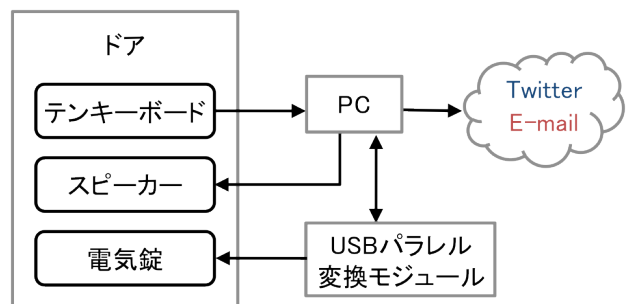 ドア
テンキーボード
PC
Twitter
E-mail
スピーカー
電気錠
USBパラレル
変換モジュール